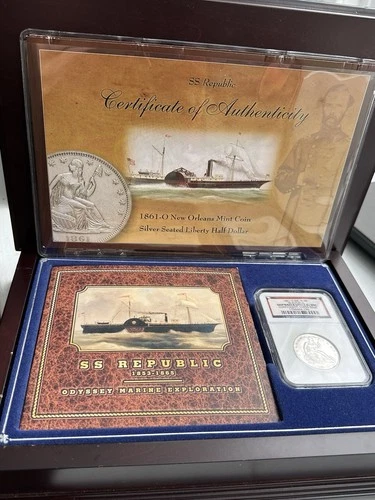 SS Republic
Certificate of Authenticity
1861-O New Orleans Mint Coin
Silver Seated Liberty Half Dollar
1861
SS REPUBLIC
1853-1865
ODYSSEY MARINE EXPLORATION